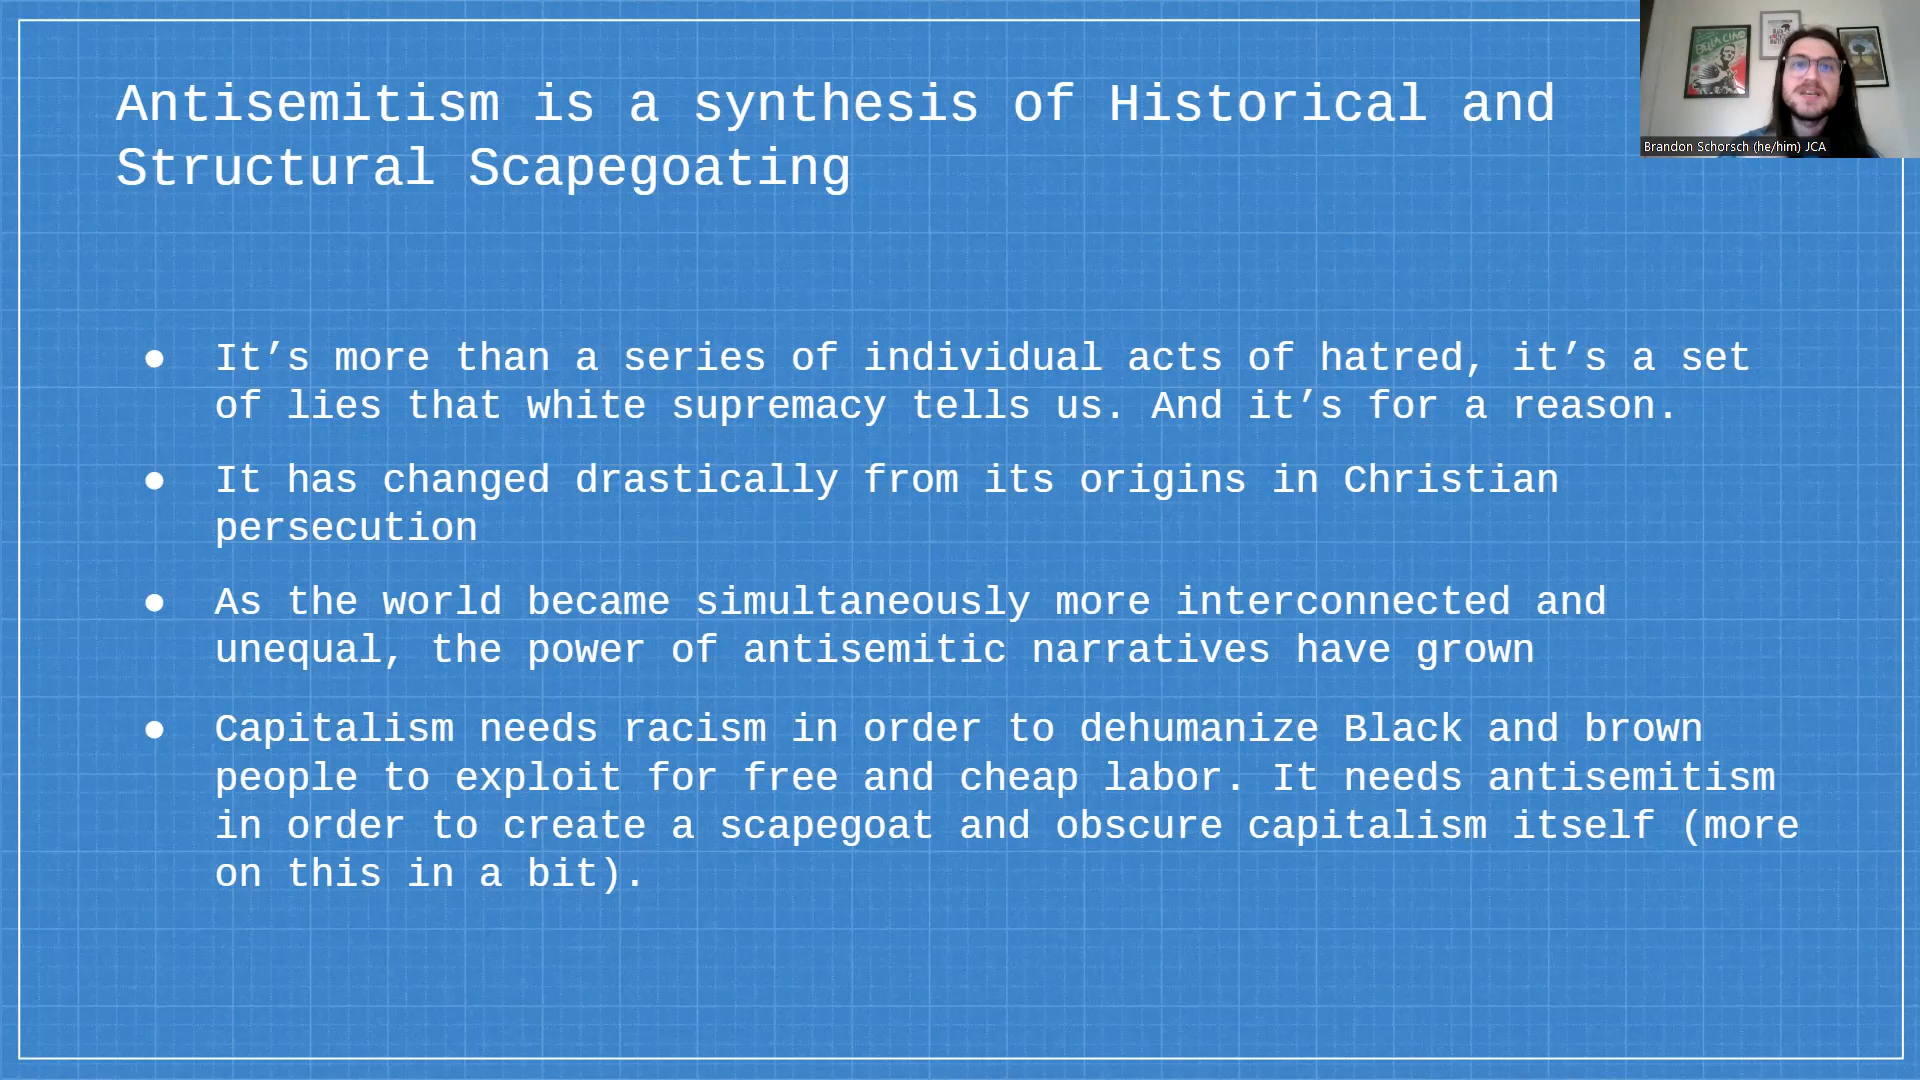 Antisemitism is a synthesis of Historical and
Structural Scapegoating
● It’s more than a series of individual acts of hatred, it’s a set
of lies that white supremacy tells us. And it’s for a reason.
● It has changed drastically from its origins in Christian
persecution
● As the world became simultaneously more interconnected and
unequal, the power of antisemitic narratives have grown
● Capitalism needs racism in order to dehumanize Black and brown
people to exploit for free and cheap labor. It needs antisemitism
in order to create a scapegoat and obscure capitalism itself (more
on this in a bit).
BELLA CIAO
Brandon Schorsch (he/him) JCA